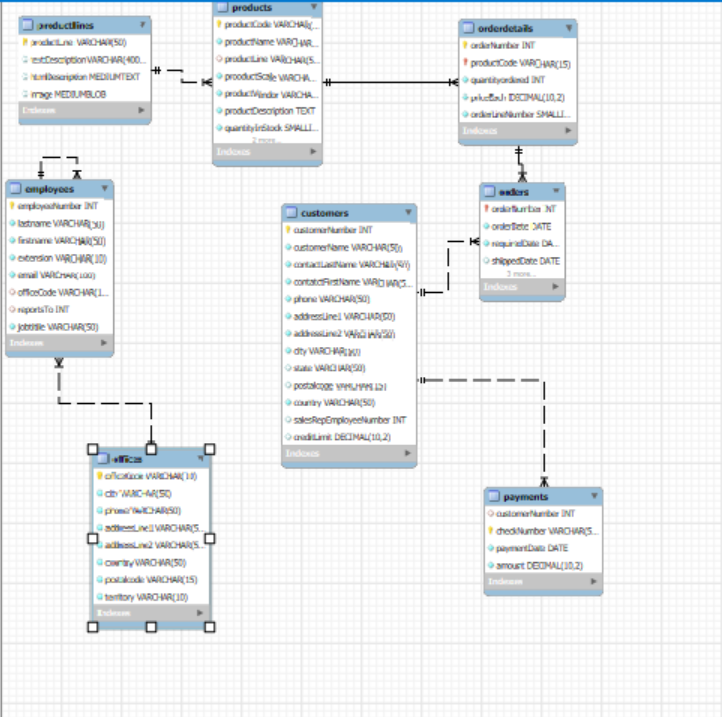 productlines
productLine VARCHAR(50)
textDescription VARCHAR(400...
htmlDescription MEDIUMTEXT
image MEDIUMBLOB
Indexes
products
productCode VARCHAR(...
productName VARCHAR...
productLine VARCHAR(5...
prooductScale VARCHA...
productVendor VARCHA...
productDescription TEXT
quantityInStock SMALLI...
2 more...
Indexes
orderdetails
orderNumber INT
productCode VARCHAR(15)
quantityordered INT
priceEach DECIMAL(10,2)
orderLineNumber SMALLI...
Indexes
employees
employeeNumber INT
lastname VARCHAR(50)
firstname VARCHAR(50)
extension VARCHAR(10)
email VARCHAR(100)
officeCode VARCHAR(1...
reportsTo INT
jobtitle VARCHAR(50)
Indexes
customers
customerNumber INT
customerName VARCHAR(50)
contactLastName VARCHAR(50)
contatctFirstName VARCHAR(5...
phone VARCHAR(50)
addressLine1 VARCHAR(50)
addressLine2 VARCHAR(50)
city VARCHAR(50)
state VARCHAR(50)
postalcode VARCHAR(15)
country VARCHAR(50)
salesRepEmployeeNumber INT
creditLimit DECIMAL(10,2)
Indexes
orders
orderNumber INT
orderDate DATE
requiredDate DA...
shippedDate DATE
3 more...
Indexes
offices
officeCode VARCHAR(10)
city VARCHAR(50)
phone VARCHAR(50)
addressLine1 VARCHAR(5...
addressLine2 VARCHAR(5...
country VARCHAR(50)
postalcode VARCHAR(15)
territory VARCHAR(10)
Indexes
payments
customerNumber INT
checkNumber VARCHAR(5...
paymentDate DATE
amount DECIMAL(10,2)
Indexes